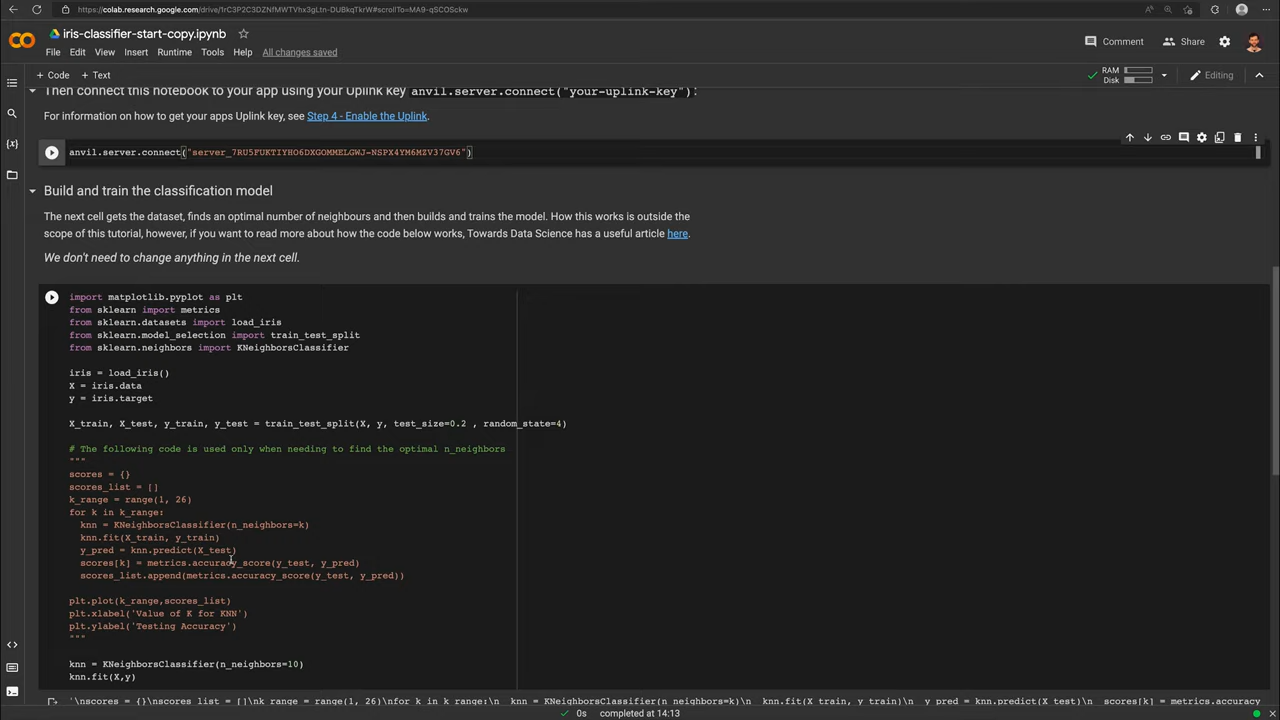 https://colab.research.google.com/drive/1rC3P2C3DZNfMWTVhx3gLtn-DUBkqTkrW#scrollTo=MA9-qSCOSckw
iris-classifier-start-copy.ipynb
File Edit View Insert Runtime Tools Help All changes saved
Comment Share
+ Code + Text
RAM
Disk
Editing
Then connect this notebook to your app using your Uplink key anvil.server.connect("your-uplink-key"):
For information on how to get your apps Uplink key, see Step 4 - Enable the Uplink.
anvil.server.connect("server_7RU5FUKTIYHO6DXGOMMELGWJ-NSPX4YM6MZV37GV6")
Build and train the classification model
The next cell gets the dataset, finds an optimal number of neighbours and then builds and trains the model. How this works is outside the
scope of this tutorial, however, if you want to read more about how the code below works, Towards Data Science has a useful article here.
We don't need to change anything in the next cell.
import matplotlib.pyplot as plt
from sklearn import metrics
from sklearn.datasets import load_iris
from sklearn.model_selection import train_test_split
from sklearn.neighbors import KNeighborsClassifier
iris = load_iris()
X = iris.data
y = iris.target
X_train, X_test, y_train, y_test = train_test_split(X, y, test_size=0.2 , random_state=4)
# The following code is used only when needing to find the optimal n_neighbors
"""
scores = {}
scores_list = []
k_range = range(1, 26)
for k in k_range:
knn = KNeighborsClassifier(n_neighbors=k)
knn.fit(X_train, y_train)
y_pred = knn.predict(X_test)
scores[k] = metrics.accuracy_score(y_test, y_pred)
scores_list.append(metrics.accuracy_score(y_test, y_pred))
plt.plot(k_range,scores_list)
plt.xlabel('Value of K for KNN')
plt.ylabel('Testing Accuracy')
"""
knn = KNeighborsClassifier(n_neighbors=10)
knn.fit(X,y)
'\nscores = {}\nscores_list = []\nk_range = range(1, 26)\nfor k in k_range:\n  knn = KNeighborsClassifier(n_neighbors=k)\n  knn.fit(X_train, y_train)\n  y_pred = knn.predict(X_test)\n  scores[k] = metrics.accuracy
0s completed at 14:13